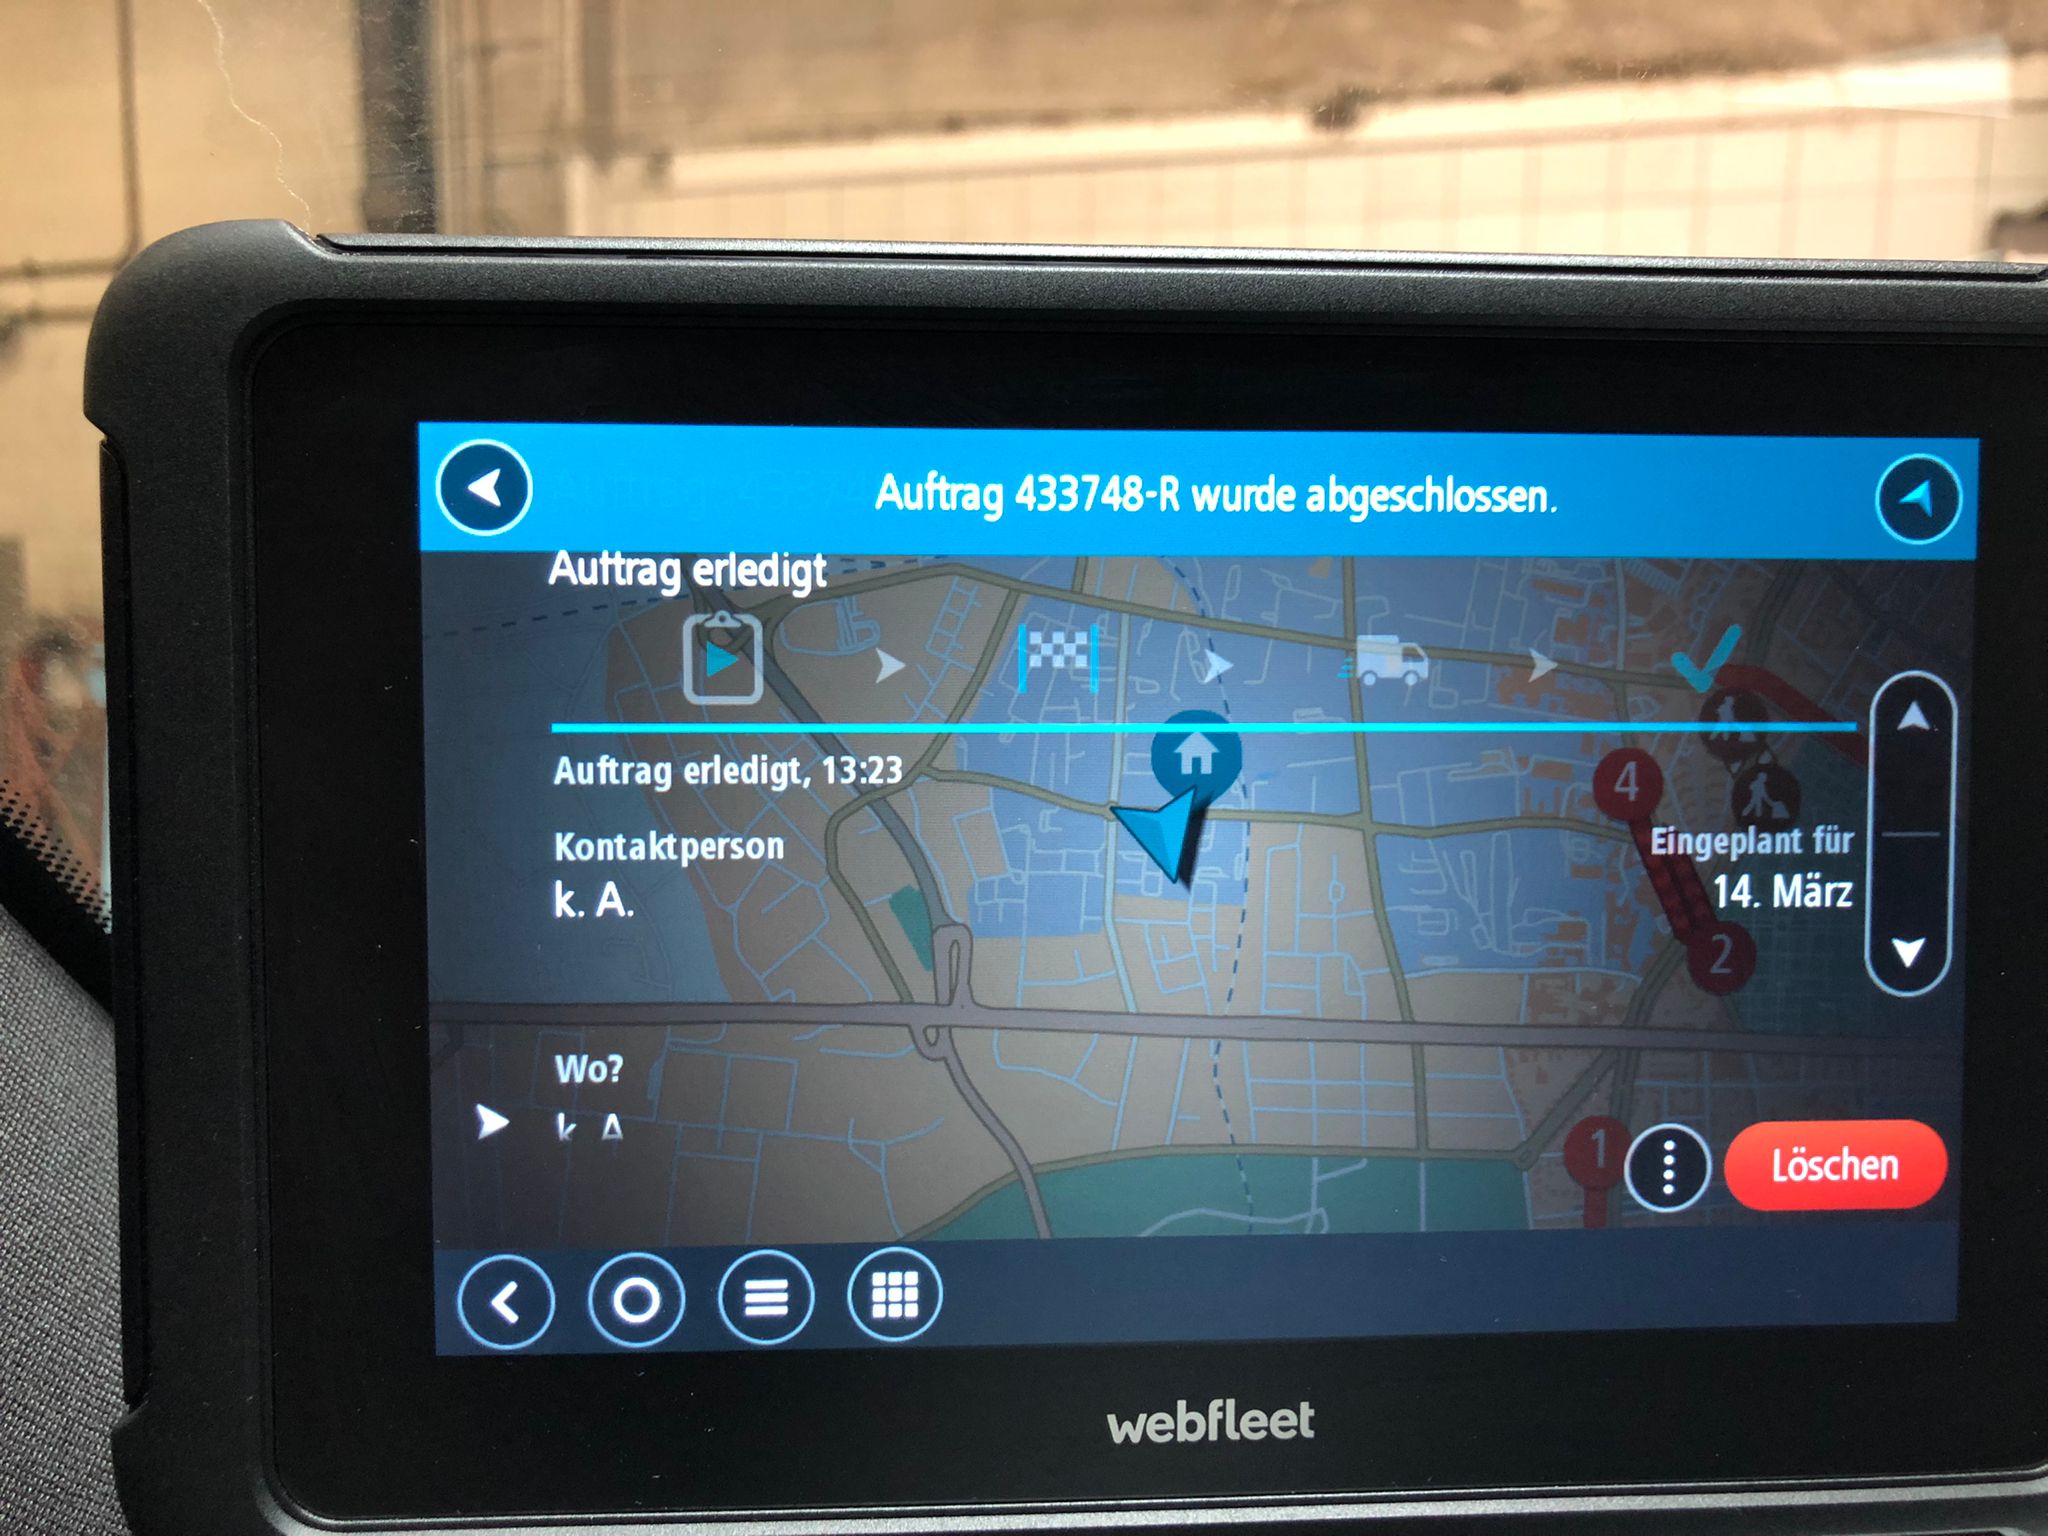 Auftrag 433748-R wurde abgeschlossen.
Auftrag erledigt
Auftrag erledigt, 13:23
Kontaktperson
k. A.
Eingeplant für
14. März
4
2
Wo?
k. A
1
Löschen
webfleet